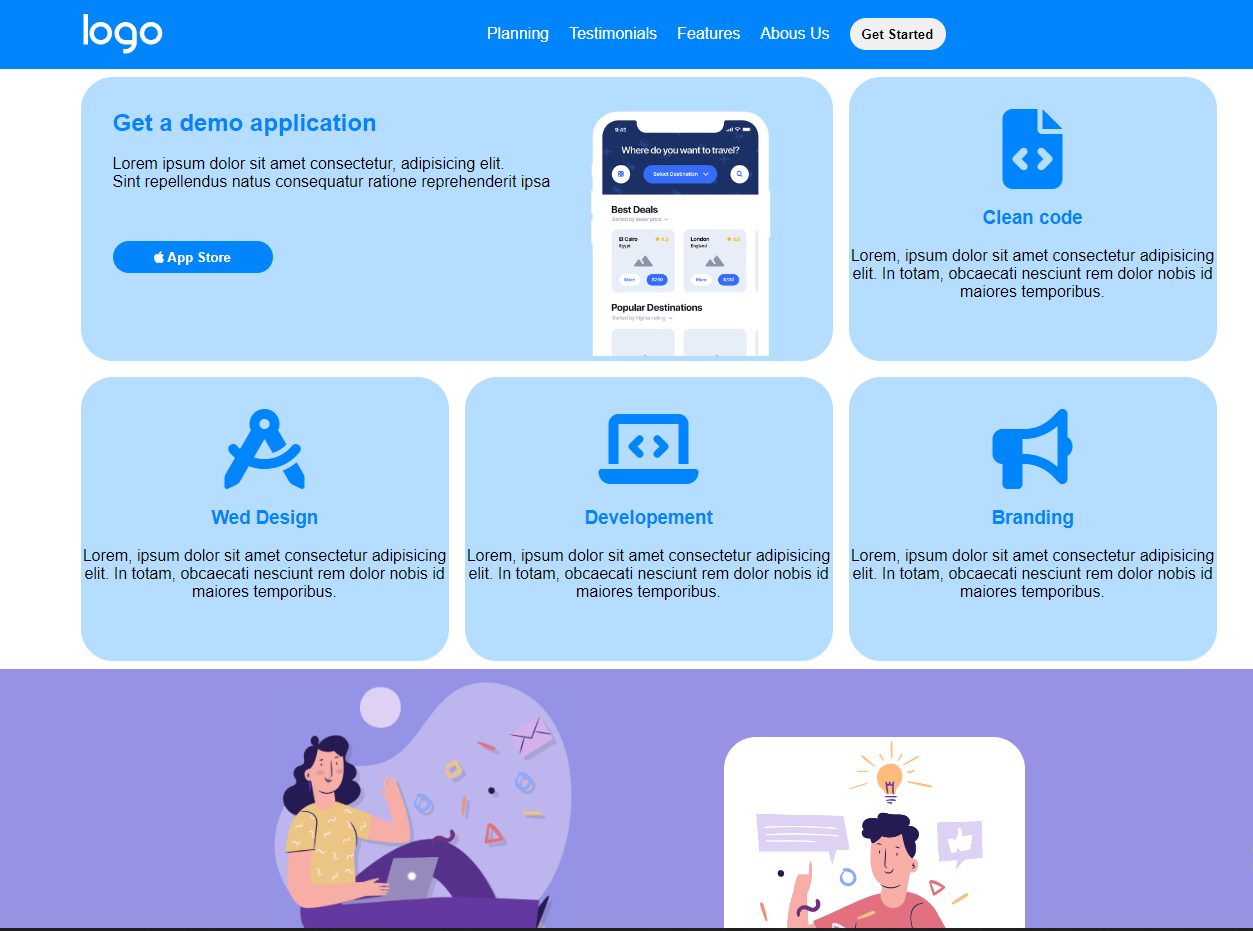 logo
Planning Testimonials Features Abous Us Get Started
Get a demo application
Lorem ipsum dolor sit amet consectetur, adipisicing elit.
Sint repellendus natus consequatur ratione reprehenderit ipsa
App Store
9:45
Where do you want to travel?
Select Destination
Best Deals
Sorted by lower price
El Cairo 4.3
Egypt
More $250
London 4.8
England
More $330
Popular Destinations
Sorted by higher rating
Clean code
Lorem, ipsum dolor sit amet consectetur adipisicing
elit. In totam, obcaecati nesciunt rem dolor nobis id
maiores temporibus.
Wed Design
Lorem, ipsum dolor sit amet consectetur adipisicing
elit. In totam, obcaecati nesciunt rem dolor nobis id
maiores temporibus.
Developement
Lorem, ipsum dolor sit amet consectetur adipisicing
elit. In totam, obcaecati nesciunt rem dolor nobis id
maiores temporibus.
Branding
Lorem, ipsum dolor sit amet consectetur adipisicing
elit. In totam, obcaecati nesciunt rem dolor nobis id
maiores temporibus.